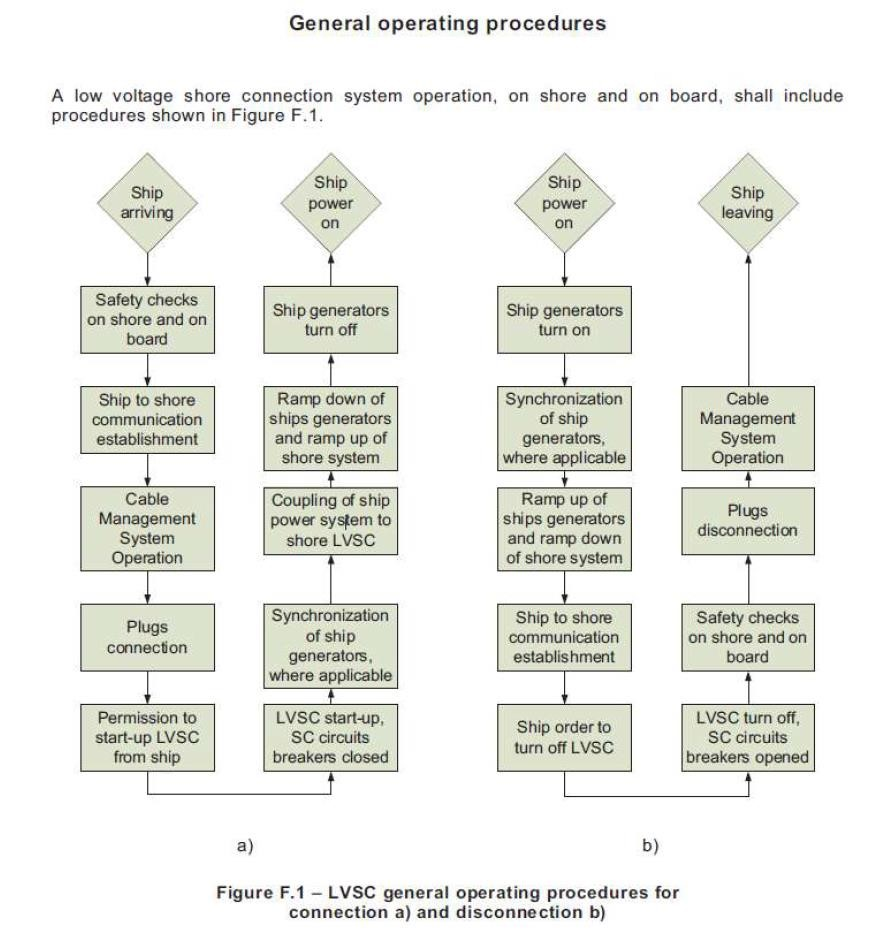 General operating procedures
A low voltage shore connection system operation, on shore and on board, shall include
procedures shown in Figure F.1.
Ship
arriving
Safety checks
on shore and on
board
Ship to shore
communication
establishment
Cable
Management
System
Operation
Plugs
connection
Permission to
start-up LVSC
from ship
LVSC start-up,
SC circuits
breakers closed
Synchronization
of ship
generators,
where applicable
Coupling of ship
power system to
shore LVSC
Ramp down of
ships generators
and ramp up of
shore system
Ship generators
turn off
Ship
power
on
a)
Ship
power
on
Ship generators
turn on
Synchronization
of ship
generators,
where applicable
Ramp up of
ships generators
and ramp down
of shore system
Ship to shore
communication
establishment
Ship order to
turn off LVSC
LVSC turn off,
SC circuits
breakers opened
Safety checks
on shore and on
board
Plugs
disconnection
Cable
Management
System
Operation
Ship
leaving
b)
Figure F.1 – LVSC general operating procedures for
connection a) and disconnection b)